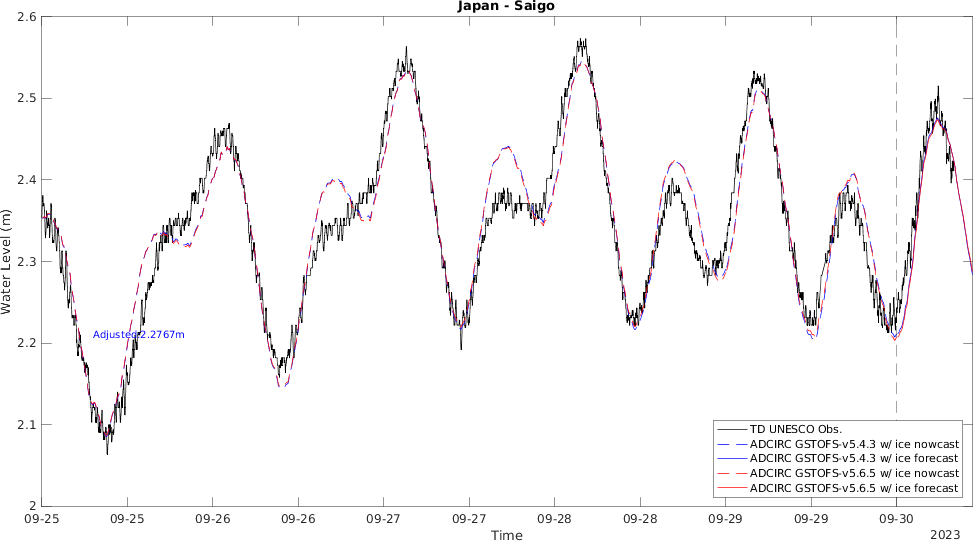 Japan - Saigo
2.6
2.5
2.4
2.3
2.2
2.1
2
Water Level (m)
Adjusted:2.2767m
TD UNESCO Obs.
ADCIRC GSTOFS-v5.4.3 w/ ice nowcast
ADCIRC GSTOFS-v5.4.3 w/ ice forecast
ADCIRC GSTOFS-v5.6.5 w/ ice nowcast
ADCIRC GSTOFS-v5.6.5 w/ ice forecast
09-25 09-25 09-26 09-26 09-27 09-27 09-28 09-28 09-29 09-29 09-30
Time
2023